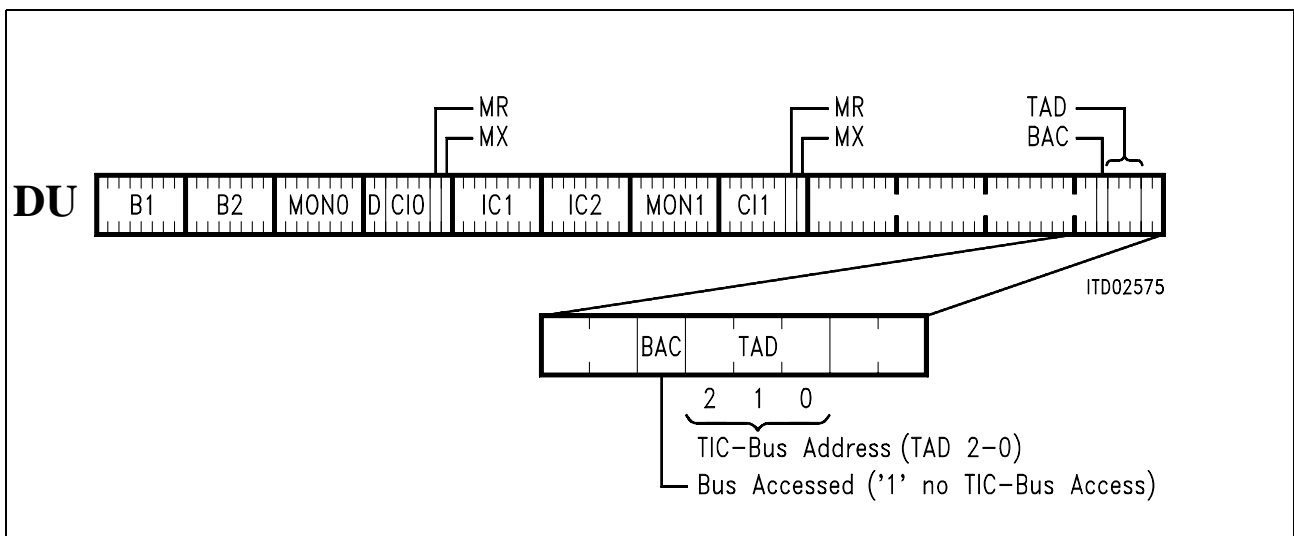 MR MR TAD
MX MX BAC
DU B1 B2 MON0 D CI0 IC1 IC2 MON1 CI1
ITD02575
BAC TAD
2 1 0
TIC-Bus Address (TAD 2-0)
Bus Accessed ('1' no TIC-Bus Access)